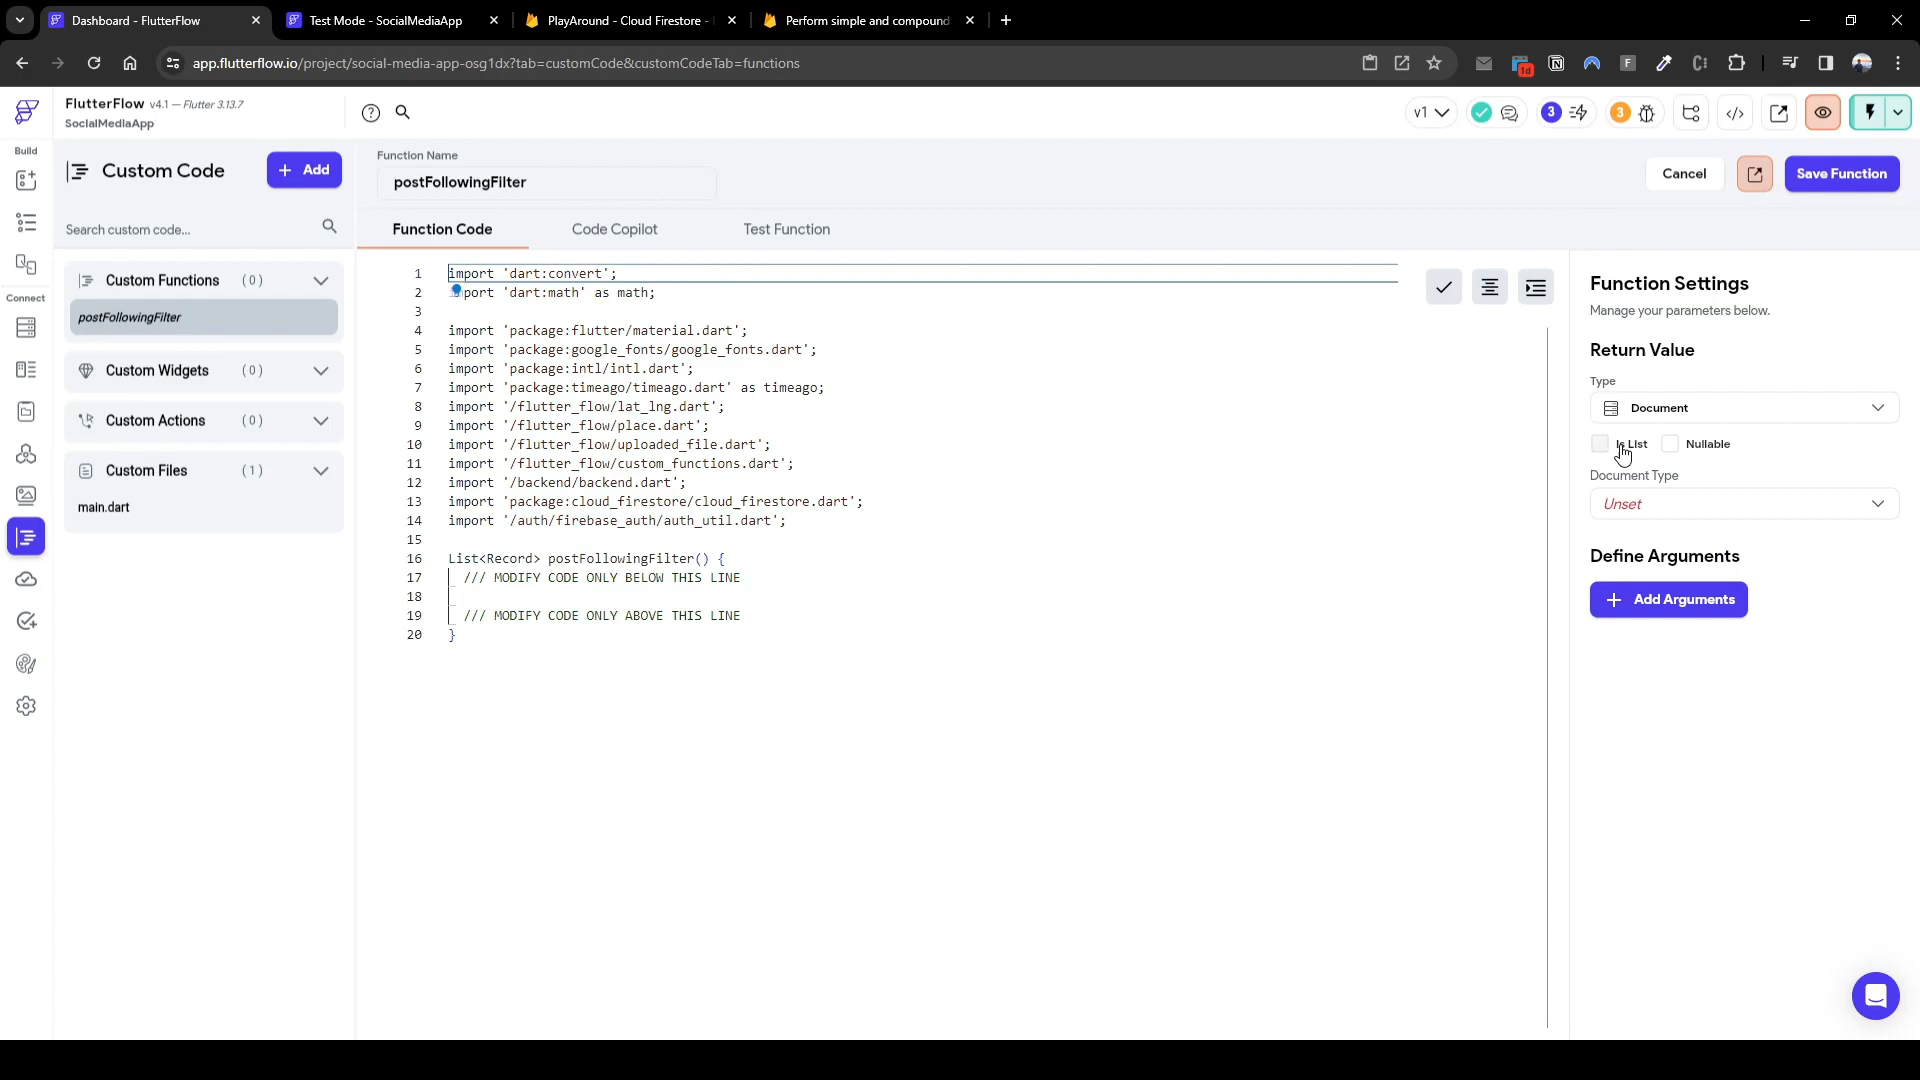 Dashboard - FlutterFlow
Test Mode - SocialMediaApp
PlayAround - Cloud Firestore -
Perform simple and compound
app.flutterflow.io/project/social-media-app-osg1dx?tab=customCode&customCodeTab=functions
1d
FlutterFlow v4.1 — Flutter 3.13.7
SocialMediaApp
v1
3
3
Build
Connect
Custom Code
+ Add
Search custom code...
Custom Functions (0)
postFollowingFilter
Custom Widgets (0)
Custom Actions (0)
Custom Files (1)
main.dart
Function Name
postFollowingFilter
Cancel
Save Function
Function Code
Code Copilot
Test Function
1 import 'dart:convert';
2 import 'dart:math' as math;
3
4 import 'package:flutter/material.dart';
5 import 'package:google_fonts/google_fonts.dart';
6 import 'package:intl/intl.dart';
7 import 'package:timeago/timeago.dart' as timeago;
8 import '/flutter_flow/lat_lng.dart';
9 import '/flutter_flow/place.dart';
10 import '/flutter_flow/uploaded_file.dart';
11 import '/flutter_flow/custom_functions.dart';
12 import '/backend/backend.dart';
13 import 'package:cloud_firestore/cloud_firestore.dart';
14 import '/auth/firebase_auth/auth_util.dart';
15
16 List<Record> postFollowingFilter() {
17 /// MODIFY CODE ONLY BELOW THIS LINE
18
19 /// MODIFY CODE ONLY ABOVE THIS LINE
20 }
Function Settings
Manage your parameters below.
Return Value
Type
Document
Is List
Nullable
Document Type
Unset
Define Arguments
+ Add Arguments